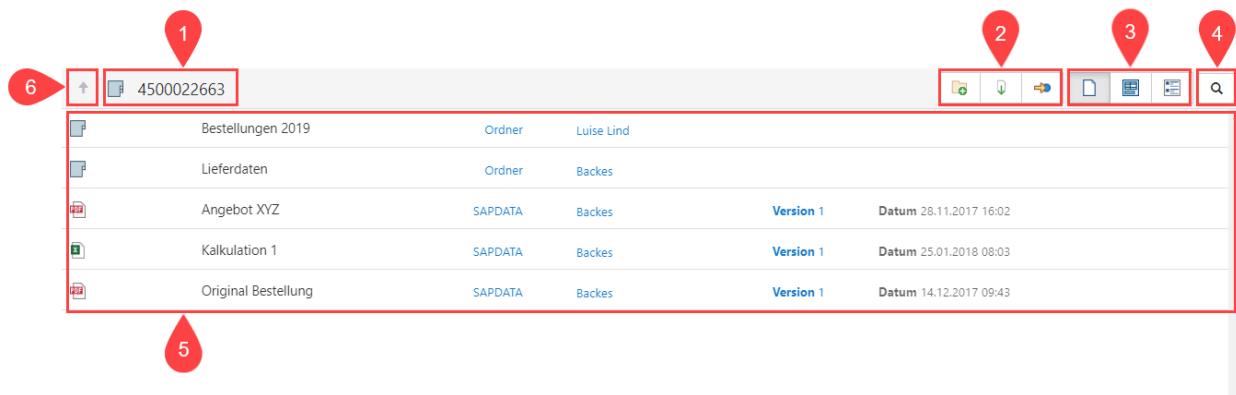 1
2
3
4
6
4500022663
Bestellungen 2019 Ordner Luise Lind
Lieferdaten Ordner Backes
PDF Angebot XYZ SAPDATA Backes Version 1 Datum 28.11.2017 16:02
X Kalkulation 1 SAPDATA Backes Version 1 Datum 25.01.2018 08:03
PDF Original Bestellung SAPDATA Backes Version 1 Datum 14.12.2017 09:43
5